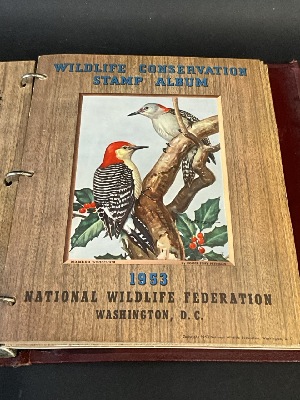 WILDLIFE CONSERVATION
STAMP ALBUM
1953
NATIONAL WILDLIFE FEDERATION
WASHINGTON, D.C.